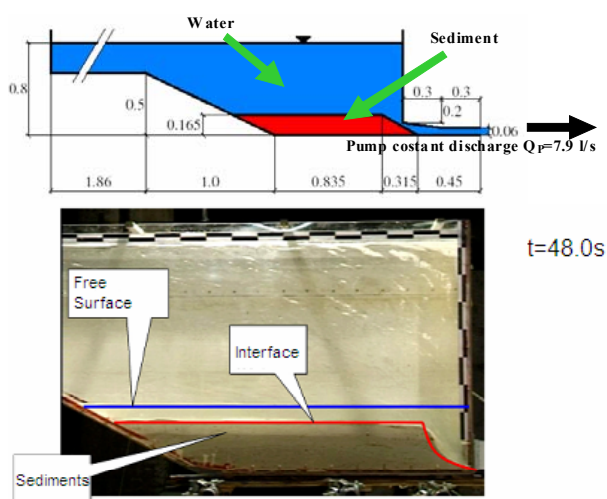 Water
Sediment
0.8
0.5
0.165
0.3
0.3
0.2
0.06
Pump costant discharge QP=7.9 l/s
1.86
1.0
0.835
0.315
0.45
t=48.0s
Free
Surface
Interface
Sediments